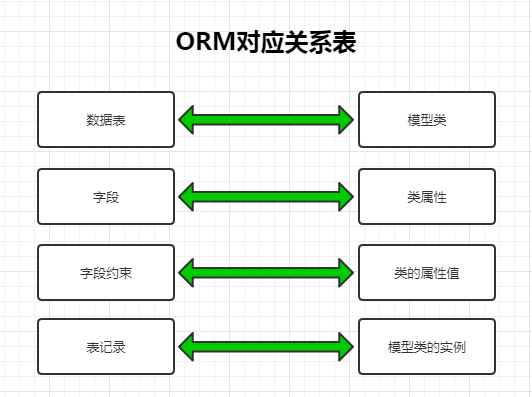 ORM对应关系表
数据表
模型类
字段
类属性
字段约束
类的属性值
表记录
模型类的实例